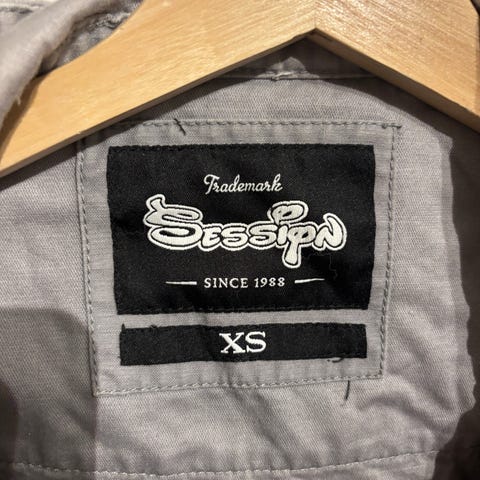 Trademark
SESSION
SINCE 1988
XS